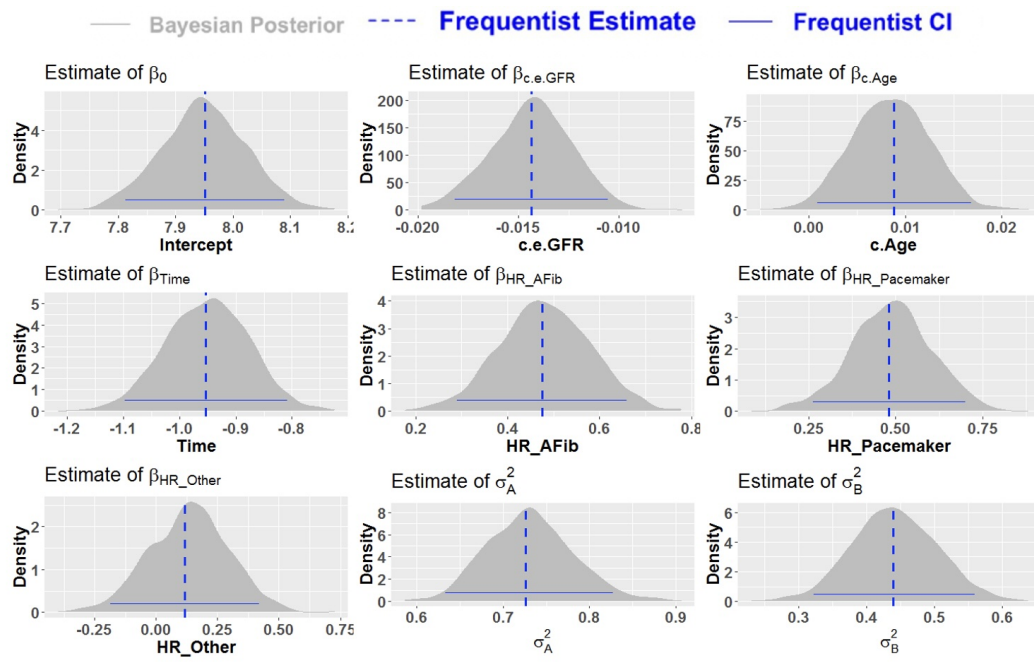 Bayesian Posterior Frequentist Estimate Frequentist CI
Estimate of β0 Estimate of βc.e.GFR Estimate of βc.Age
Density Density Density
4 200 75
2 150 50
0 100 25
50 0
0
7.7 7.8 7.9 8.0 8.1 8.2 -0.020 -0.015 -0.010 0.00 0.01 0.02
Intercept c.e.GFR c.Age
Estimate of βTime Estimate of βHR_AFib Estimate of βHR_Pacemaker
Density Density Density
5 4 3
4 3 2
3 2 1
2 1 0
1 0
0
-1.2 -1.1 -1.0 -0.9 -0.8 0.2 0.4 0.6 0.8 0.25 0.50 0.75
Time HR_AFib HR_Pacemaker
Estimate of βHR_Other Estimate of σ²A Estimate of σ²B
Density Density Density
2 8 6
1 6 4
0 4 2
2 0
0
-0.25 0.00 0.25 0.50 0.75 0.6 0.7 0.8 0.9 0.3 0.4 0.5 0.6
HR_Other σ²A σ²B